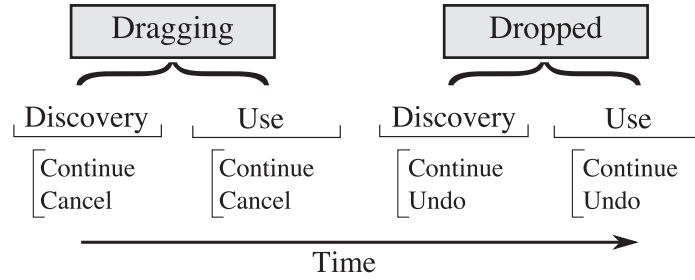 Dragging Dropped
Discovery Use Discovery Use
Continue Continue Continue Continue
Cancel Cancel Undo Undo
Time